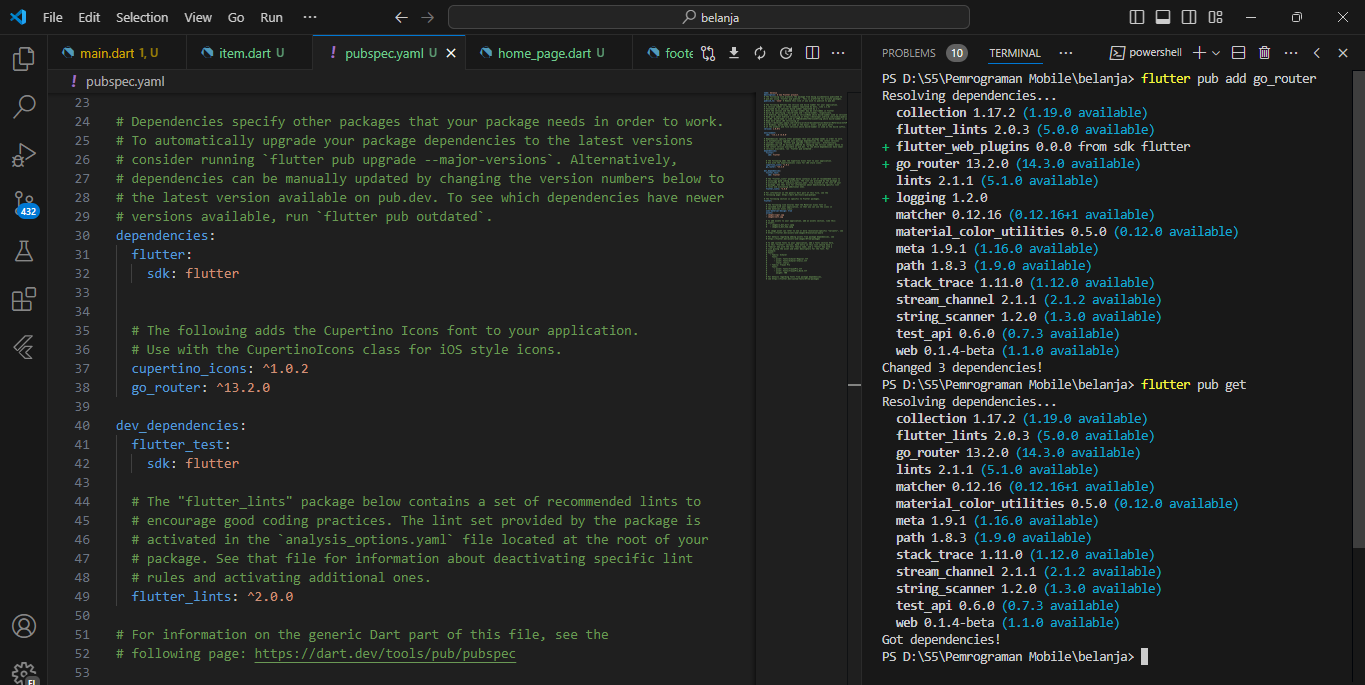 File Edit Selection View Go Run ··· belanja
main.dart 1, U item.dart U pubspec.yaml U home_page.dart U foote
pubspec.yaml
432
23
24 # Dependencies specify other packages that your package needs in order to work.
25 # To automatically upgrade your package dependencies to the latest versions
26 # consider running `flutter pub upgrade --major-versions`. Alternatively,
27 # dependencies can be manually updated by changing the version numbers below to
28 # the latest version available on pub.dev. To see which dependencies have newer
29 # versions available, run `flutter pub outdated`.
30 dependencies:
31 flutter:
32 sdk: flutter
33
34
35 # The following adds the Cupertino Icons font to your application.
36 # Use with the CupertinoIcons class for iOS style icons.
37 cupertino_icons: ^1.0.2
38 go_router: ^13.2.0
39
40 dev_dependencies:
41 flutter_test:
42 sdk: flutter
43
44 # The "flutter_lints" package below contains a set of recommended lints to
45 # encourage good coding practices. The lint set provided by the package is
46 # activated in the `analysis_options.yaml` file located at the root of your
47 # package. See that file for information about deactivating specific lint
48 # rules and activating additional ones.
49 flutter_lints: ^2.0.0
50
51 # For information on the generic Dart part of this file, see the
52 # following page: https://dart.dev/tools/pub/pubspec
53
PROBLEMS 10 TERMINAL ··· powershell
PS D:\S5\Pemrograman Mobile\belanja> flutter pub add go_router
Resolving dependencies...
collection 1.17.2 (1.19.0 available)
flutter_lints 2.0.3 (5.0.0 available)
+ flutter_web_plugins 0.0.0 from sdk flutter
+ go_router 13.2.0 (14.3.0 available)
lints 2.1.1 (5.1.0 available)
+ logging 1.2.0
matcher 0.12.16 (0.12.16+1 available)
material_color_utilities 0.5.0 (0.12.0 available)
meta 1.9.1 (1.16.0 available)
path 1.8.3 (1.9.0 available)
stack_trace 1.11.0 (1.12.0 available)
stream_channel 2.1.1 (2.1.2 available)
string_scanner 1.2.0 (1.3.0 available)
test_api 0.6.0 (0.7.3 available)
web 0.1.4-beta (1.1.0 available)
Changed 3 dependencies!
PS D:\S5\Pemrograman Mobile\belanja> flutter pub get
Resolving dependencies...
collection 1.17.2 (1.19.0 available)
flutter_lints 2.0.3 (5.0.0 available)
go_router 13.2.0 (14.3.0 available)
lints 2.1.1 (5.1.0 available)
matcher 0.12.16 (0.12.16+1 available)
material_color_utilities 0.5.0 (0.12.0 available)
meta 1.9.1 (1.16.0 available)
path 1.8.3 (1.9.0 available)
stack_trace 1.11.0 (1.12.0 available)
stream_channel 2.1.1 (2.1.2 available)
string_scanner 1.2.0 (1.3.0 available)
test_api 0.6.0 (0.7.3 available)
web 0.1.4-beta (1.1.0 available)
Got dependencies!
PS D:\S5\Pemrograman Mobile\belanja>